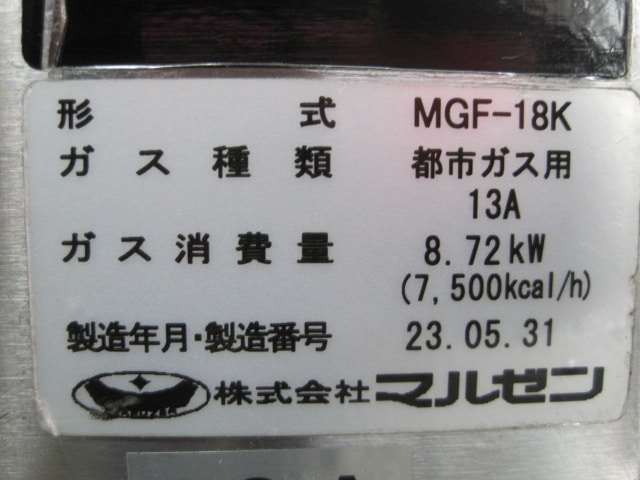 形式 MGF-18K
ガス種類 都市ガス用
13A
ガス消費量 8.72kW
(7,500kcal/h)
製造年月・製造番号 23.05.31
株式会社マルゼン